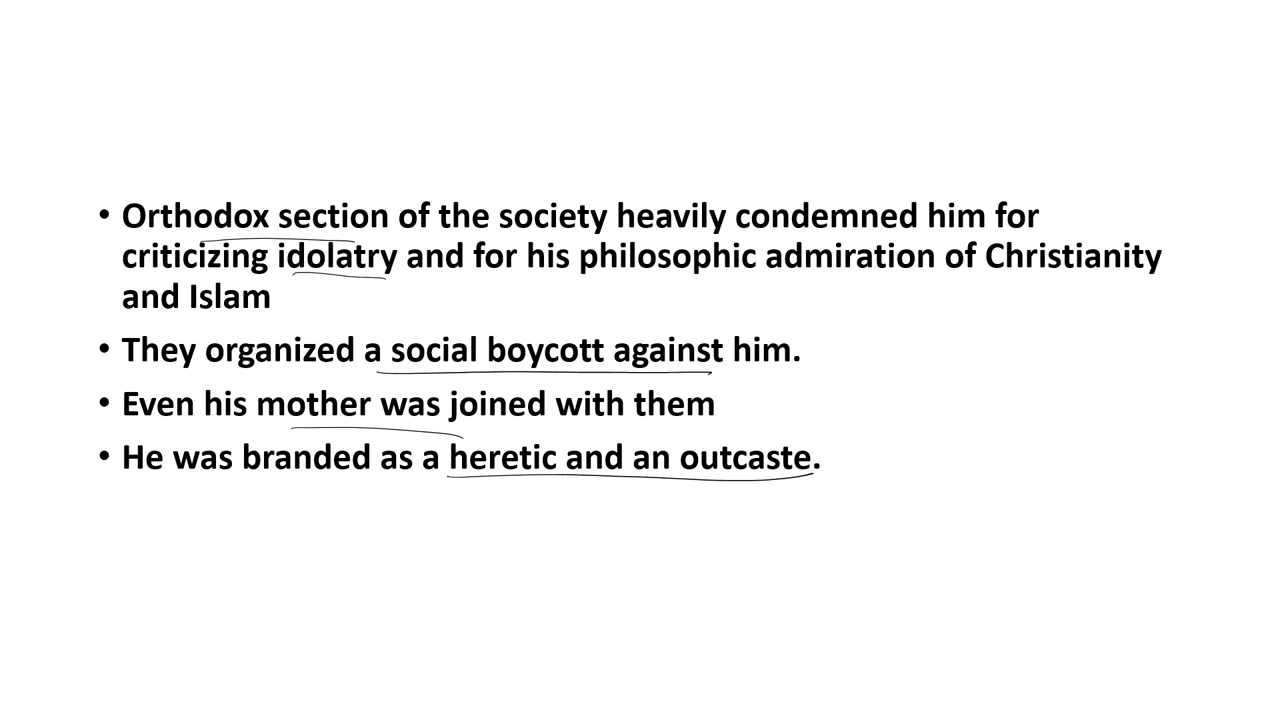 • Orthodox section of the society heavily condemned him for
criticizing idolatry and for his philosophic admiration of Christianity
and Islam
• They organized a social boycott against him.
• Even his mother was joined with them
• He was branded as a heretic and an outcaste.